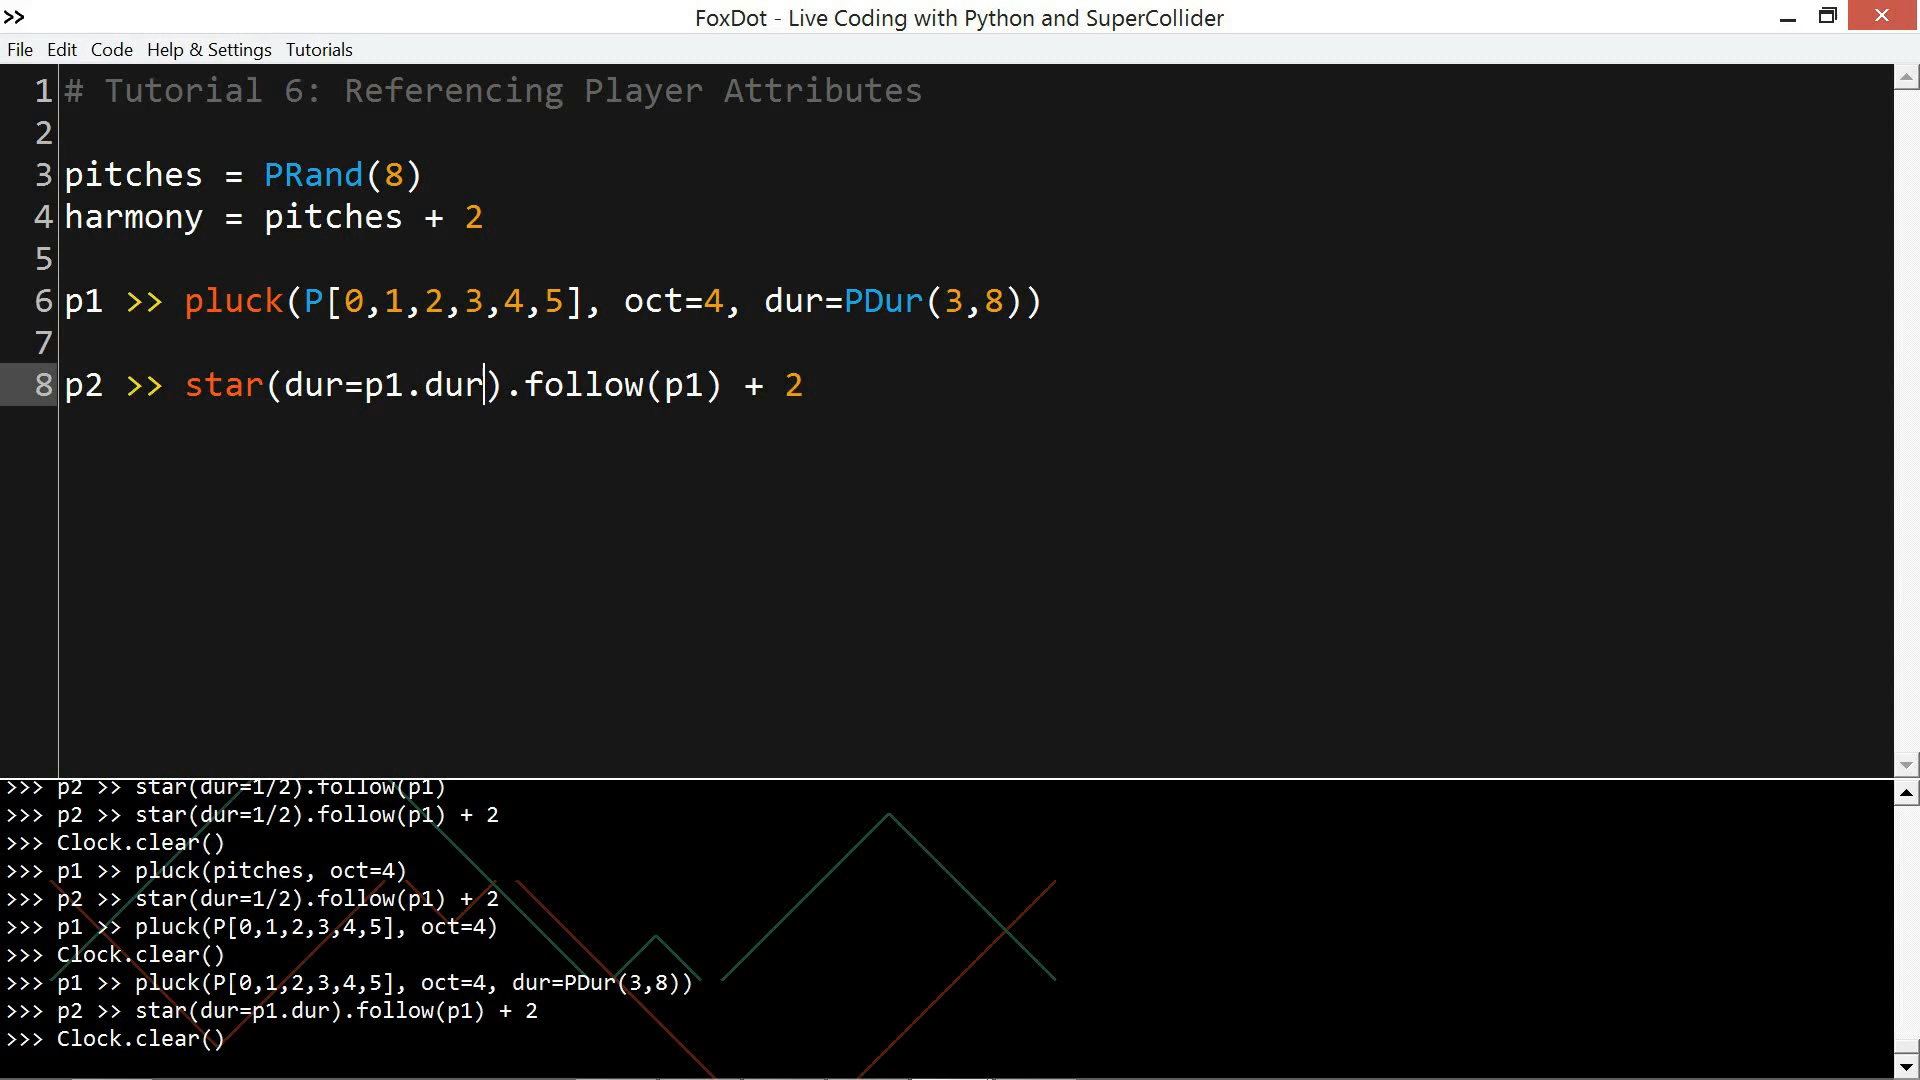 >> FoxDot - Live Coding with Python and SuperCollider
File Edit Code Help & Settings Tutorials
1 # Tutorial 6: Referencing Player Attributes
2
3 pitches = PRand(8)
4 harmony = pitches + 2
5
6 p1 >> pluck(P[0,1,2,3,4,5], oct=4, dur=PDur(3,8))
7
8 p2 >> star(dur=p1.dur).follow(p1) + 2
>>> p2 >> star(dur=1/2).follow(p1)
>>> p2 >> star(dur=1/2).follow(p1) + 2
>>> Clock.clear()
>>> p1 >> pluck(pitches, oct=4)
>>> p2 >> star(dur=1/2).follow(p1) + 2
>>> p1 >> pluck(P[0,1,2,3,4,5], oct=4)
>>> Clock.clear()
>>> p1 >> pluck(P[0,1,2,3,4,5], oct=4, dur=PDur(3,8))
>>> p2 >> star(dur=p1.dur).follow(p1) + 2
>>> Clock.clear()